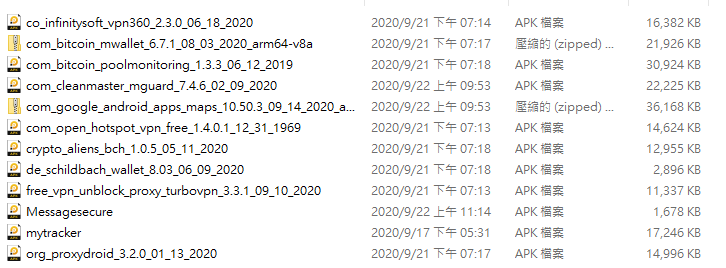 co_infinitysoft_vpn360_2.3.0_06_18_2020 2020/9/21 下午 07:14 APK 檔案 16,382 KB
com_bitcoin_mwallet_6.7.1_08_03_2020_arm64-v8a 2020/9/21 下午 07:17 壓縮的 (zipped) ... 21,926 KB
com_bitcoin_poolmonitoring_1.3.3_06_12_2019 2020/9/21 下午 07:18 APK 檔案 30,924 KB
com_cleanmaster_mguard_7.4.6_02_09_2020 2020/9/22 上午 09:53 APK 檔案 22,225 KB
com_google_android_apps_maps_10.50.3_09_14_2020_a... 2020/9/22 上午 09:53 壓縮的 (zipped) ... 36,168 KB
com_open_hotspot_vpn_free_1.4.0.1_12_31_1969 2020/9/21 下午 07:13 APK 檔案 14,624 KB
crypto_aliens_bch_1.0.5_05_11_2020 2020/9/21 下午 07:18 APK 檔案 12,955 KB
de_schildbach_wallet_8.03_06_09_2020 2020/9/21 下午 07:18 APK 檔案 2,896 KB
free_vpn_unblock_proxy_turbovpn_3.3.1_09_10_2020 2020/9/21 下午 07:13 APK 檔案 11,337 KB
Messagesecure 2020/9/22 上午 11:14 APK 檔案 1,678 KB
mytracker 2020/9/17 下午 05:31 APK 檔案 17,246 KB
org_proxydroid_3.2.0_01_13_2020 2020/9/21 下午 07:17 APK 檔案 14,996 KB